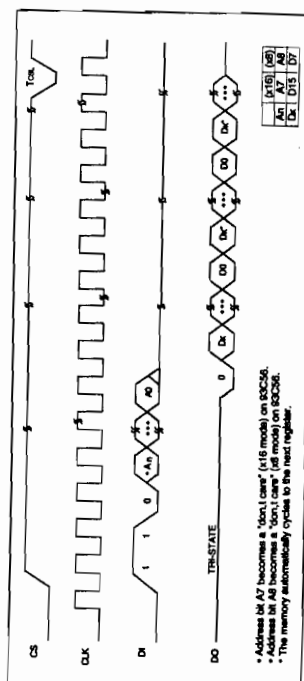 CS
TCSL
CLK
DI
1 1 0 *An *** A0
DO
TRI-STATE
0 Dx *** D0 Dx* *** D0 Dx* ***
(x16) (x8)
An A7 A8
Dx D15 D7
* Address bit A7 becomes a "don,t care" (x16 mode) on 93C56.
* Address bit A8 becomes a "don,t care" (x8 mode) on 93C56.
* The memory automatically cycles to the next register.